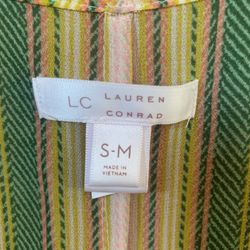 LC LAUREN
CONRAD
S-M
MADE IN
VIETNAM